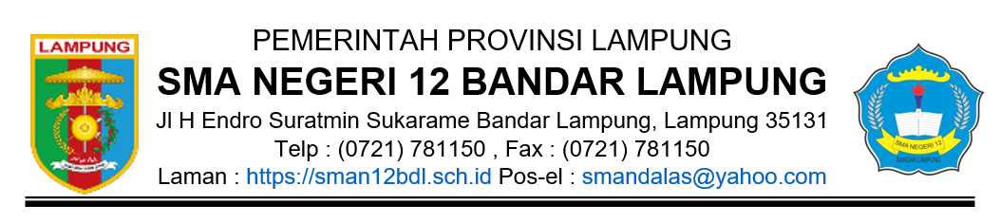 LAMPUNG
PEMERINTAH PROVINSI LAMPUNG
SMA NEGERI 12 BANDAR LAMPUNG
Jl H Endro Suratmin Sukarame Bandar Lampung, Lampung 35131
Telp : (0721) 781150 , Fax : (0721) 781150
Laman : https://sman12bdl.sch.id Pos-el : smandalas@yahoo.com
SMA NEGERI 12
BANDAR LAMPUNG